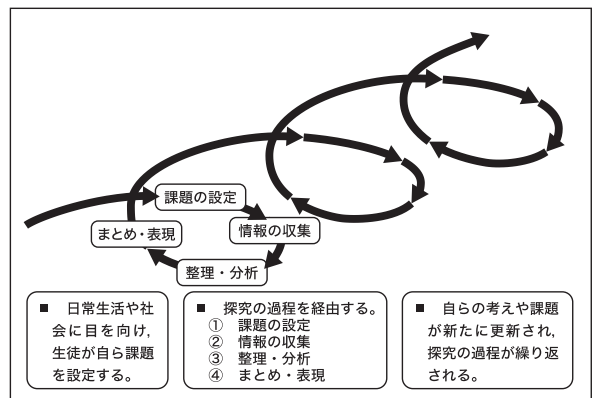 課題の設定
情報の収集
まとめ・表現
整理・分析
■　日常生活や社
会に目を向け,
生徒が自ら課題
を設定する。
■　探究の過程を経由する。
①　課題の設定
②　情報の収集
③　整理・分析
④　まとめ・表現
■　自らの考えや課題
が新たに更新され,
探究の過程が繰り返
される。